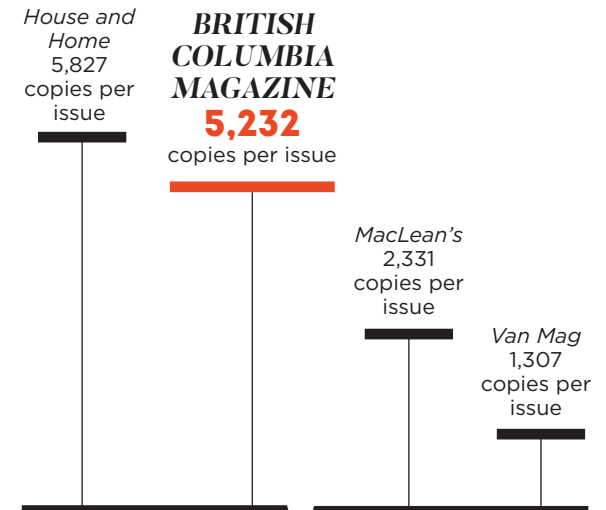 House and
Home
5,827
copies per
issue
BRITISH
COLUMBIA
MAGAZINE
5,232
copies per issue
MacLean's
2,331
copies per
issue
Van Mag
1,307
copies per
issue